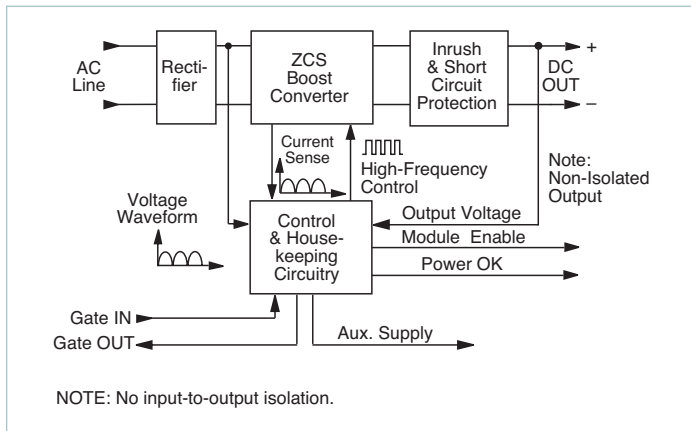 AC
Line
Recti-
fier
ZCS
Boost
Converter
Inrush
& Short
Circuit
Protection
+
DC
OUT
–
Current
Sense
High-Frequency
Control
Note:
Non-Isolated
Output
Voltage
Waveform
Control
& House-
keeping
Circuitry
Output Voltage
Module Enable
Power OK
Gate IN
Gate OUT
Aux. Supply
NOTE: No input-to-output isolation.